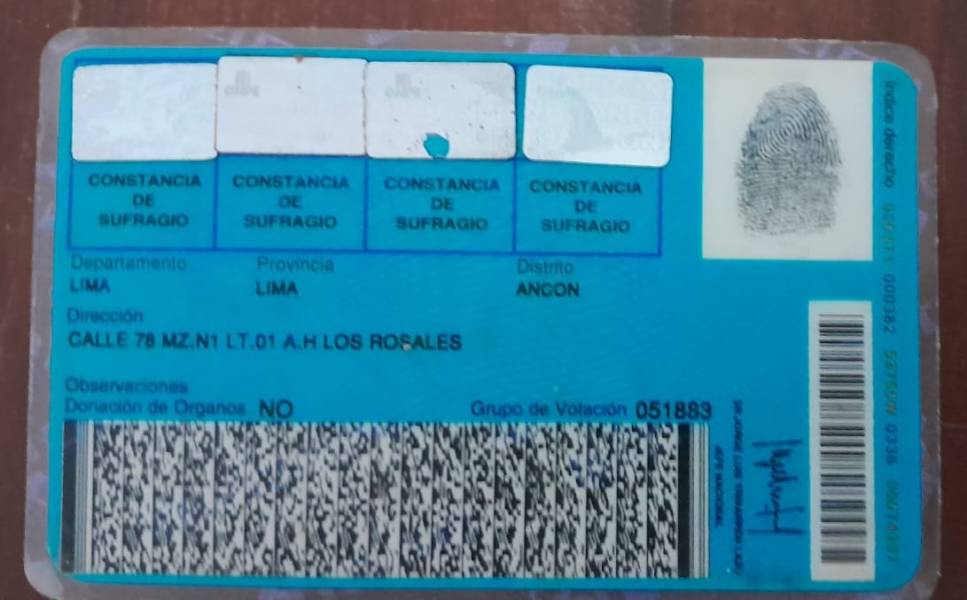 CONSTANCIA DE SUFRAGIO
CONSTANCIA DE SUFRAGIO
CONSTANCIA DE SUFRAGIO
CONSTANCIA DE SUFRAGIO
Departamento Provincia Distrito
LIMA LIMA ANCON
Dirección
CALLE 78 MZ.N1 LT.01 A.H LOS ROSALES
Observaciones
Donación de Organos NO Grupo de Votación 051883
Indice derecho
JEFE NACIONAL